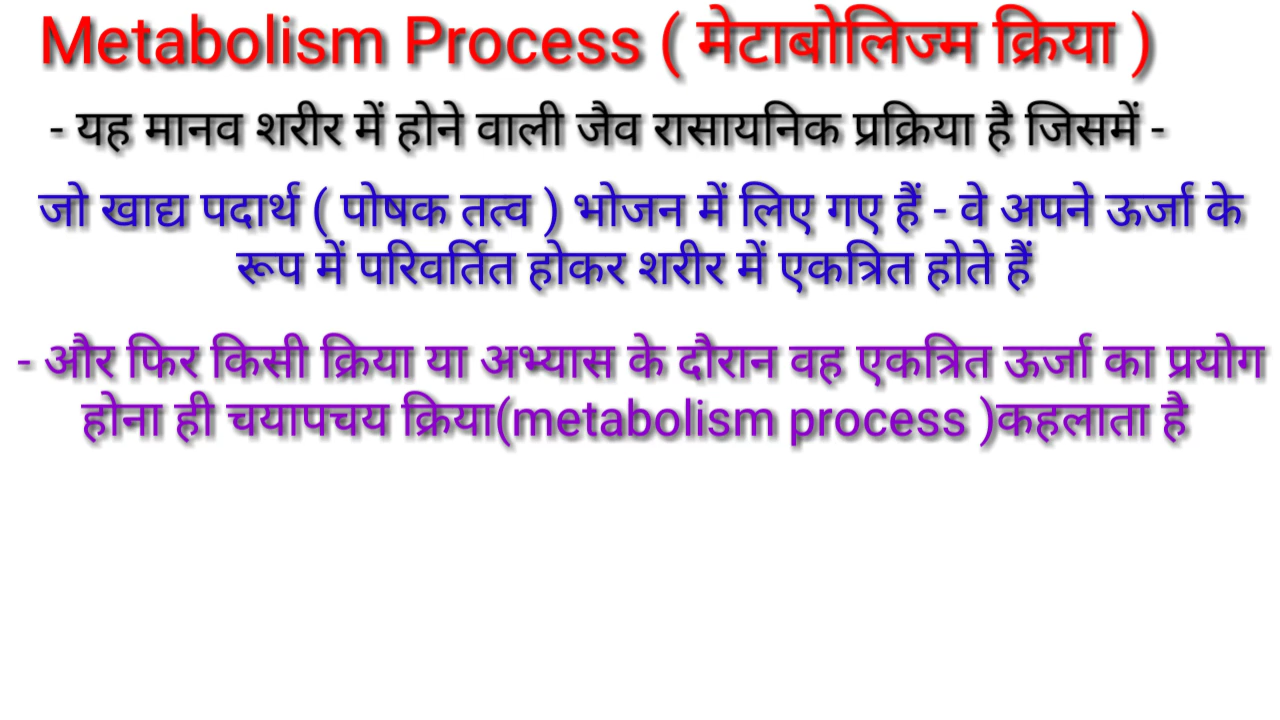 Metabolism Process ( मेटाबोलिज्म क्रिया )
- यह मानव शरीर में होने वाली जैव रासायनिक प्रक्रिया है जिसमें -
जो खाद्य पदार्थ ( पोषक तत्व ) भोजन में लिए गए हैं - वे अपने ऊर्जा के
रूप में परिवर्तित होकर शरीर में एकत्रित होते हैं
- और फिर किसी क्रिया या अभ्यास के दौरान वह एकत्रित ऊर्जा का प्रयोग
होना ही चयापचय क्रिया(metabolism process )कहलाता है